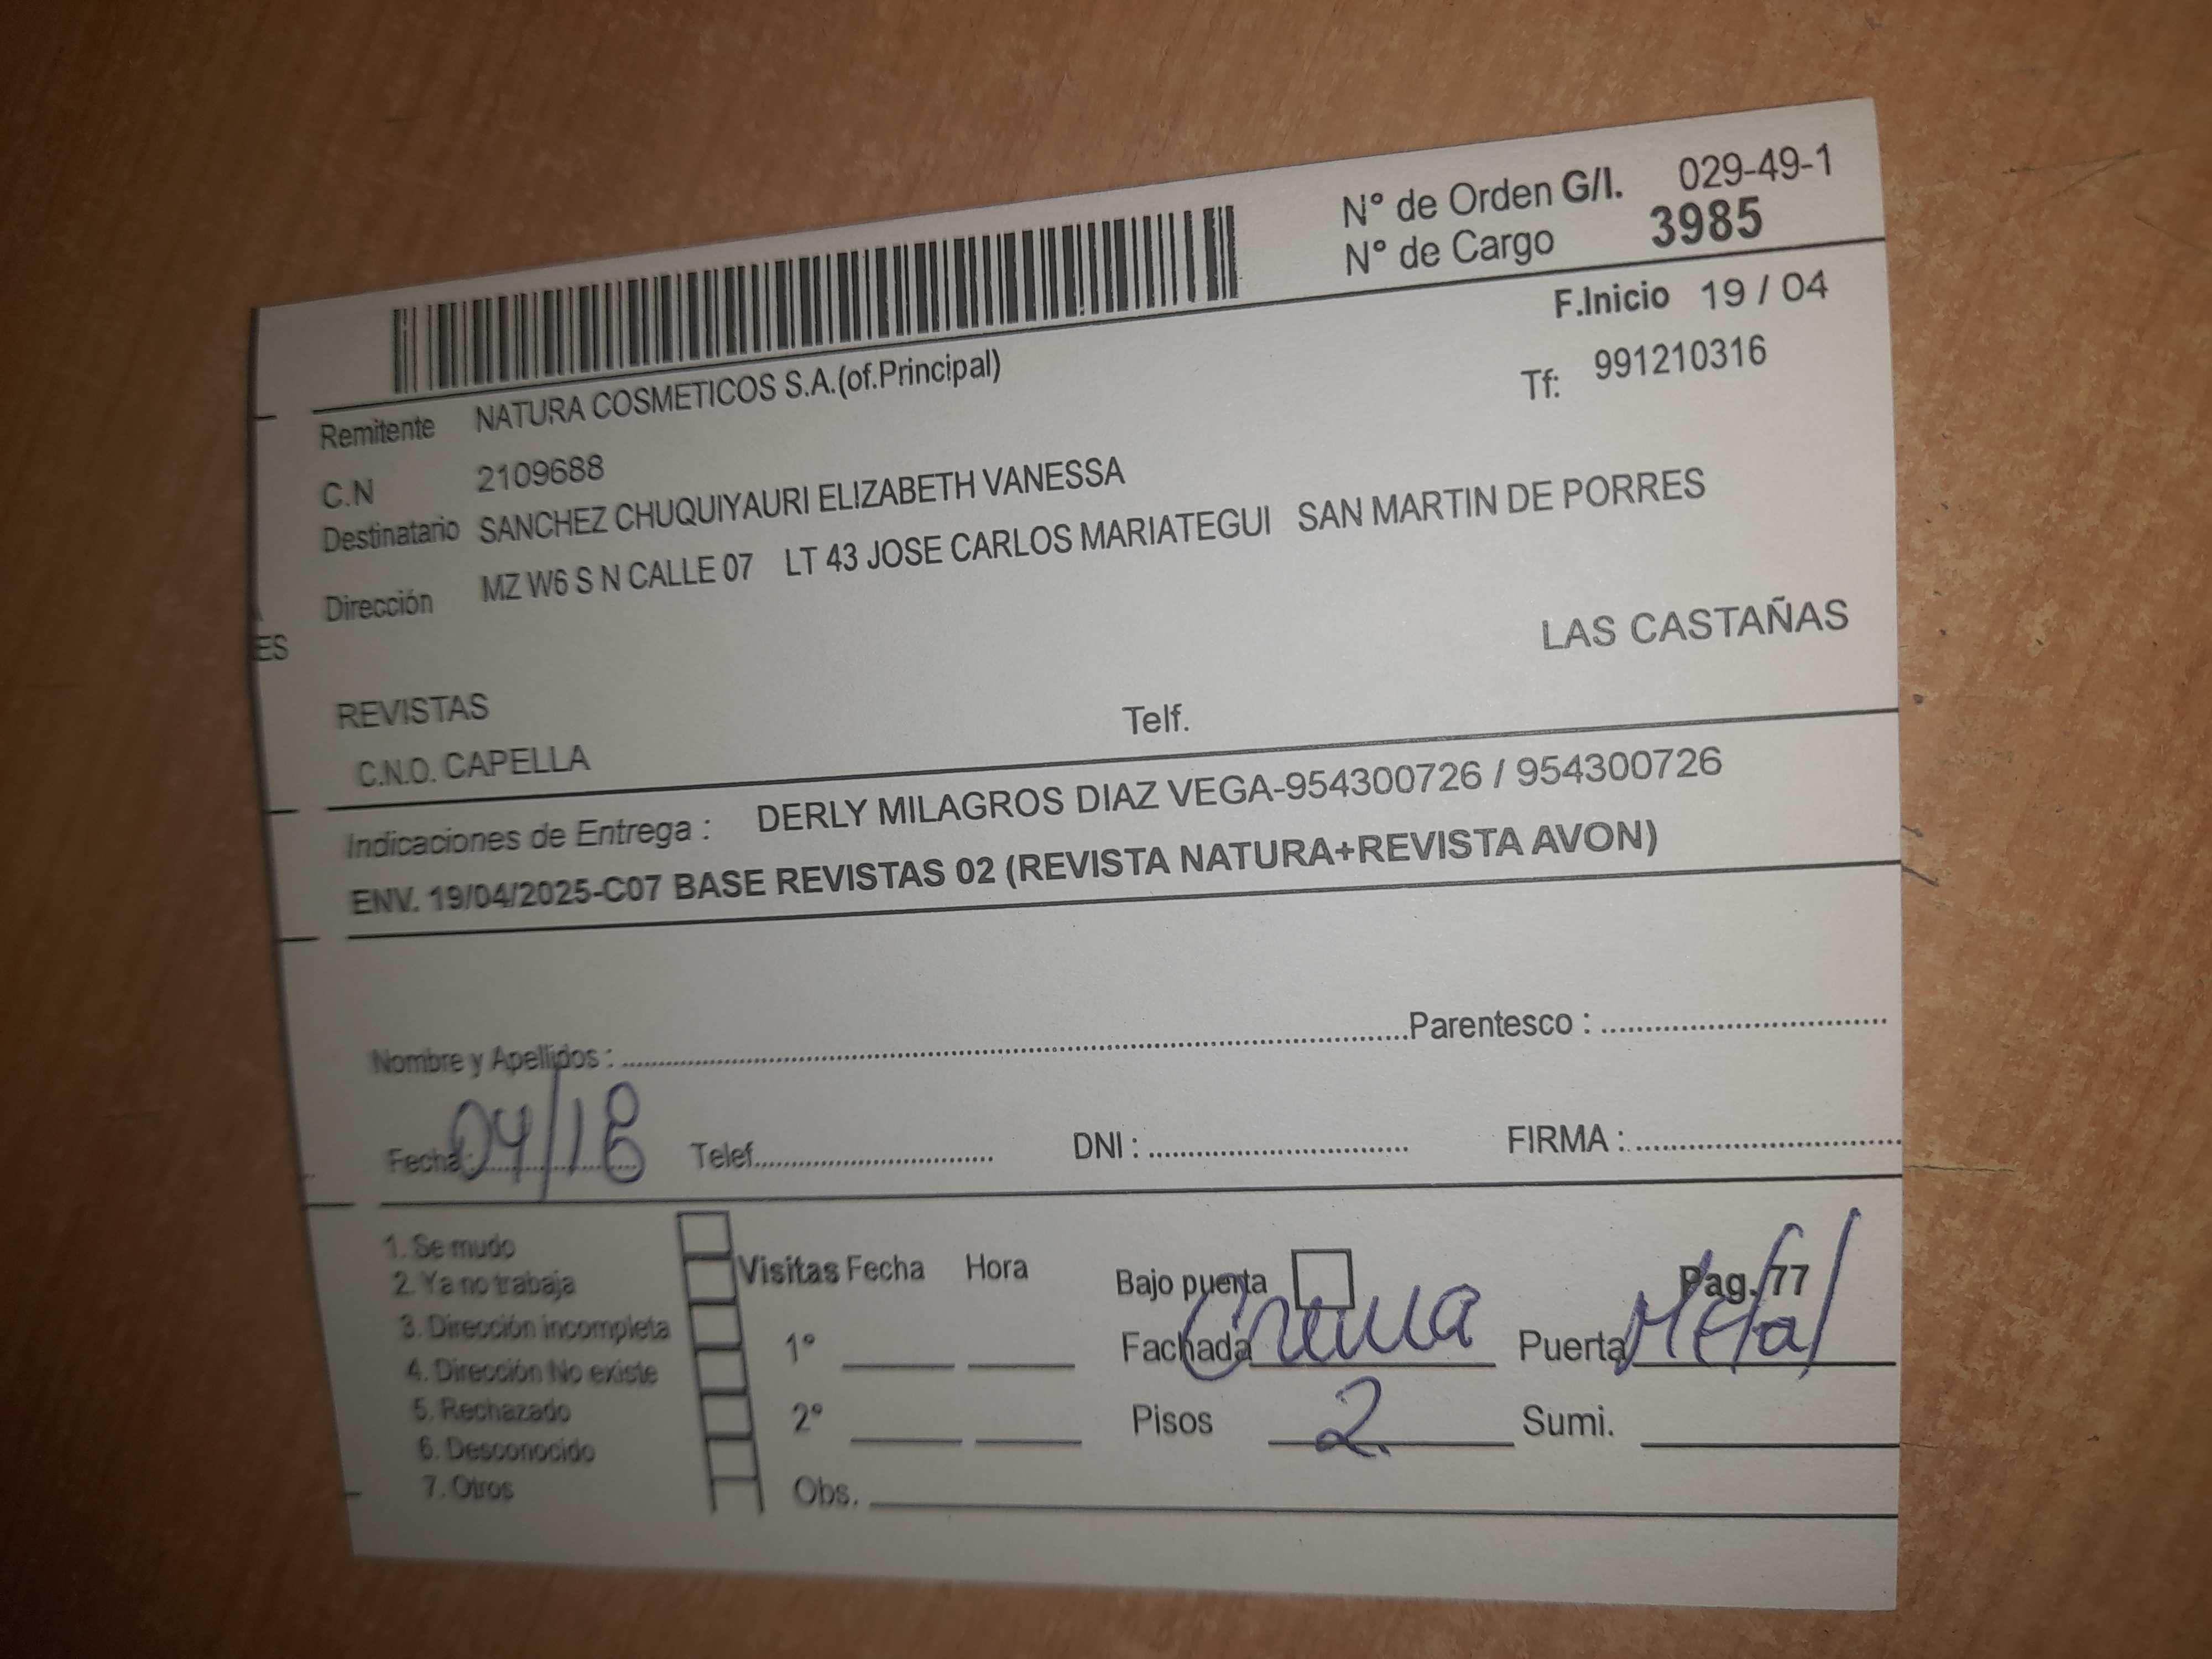 N° de Orden G/I. 029-49-1
N° de Cargo 3985
F.Inicio 19 / 04
Remitente NATURA COSMETICOS S.A.(of.Principal)
Tf: 991210316
C.N 2109688
Destinatario SANCHEZ CHUQUIYAURI ELIZABETH VANESSA
Dirección MZ W6 S N CALLE 07 LT 43 JOSE CARLOS MARIATEGUI SAN MARTIN DE PORRES
ES
LAS CASTAÑAS
REVISTAS
C.N.O. CAPELLA Telf.
Indicaciones de Entrega : DERLY MILAGROS DIAZ VEGA-954300726 / 954300726
ENV. 19/04/2025-C07 BASE REVISTAS 02 (REVISTA NATURA+REVISTA AVON)
Nombre y Apellidos : Parentesco :
Fecha: 04/18 Telef. DNI : FIRMA :
1. Se mudo
2. Ya no trabaja
3. Dirección incompleta
4. Dirección No existe
5. Rechazado
6. Desconocido
7. Otros
Visitas Fecha Hora
1°
2°
Obs.
Bajo puerta Pag. 77
Fachada Crema Puerta Metal
Pisos 2. Sumi.